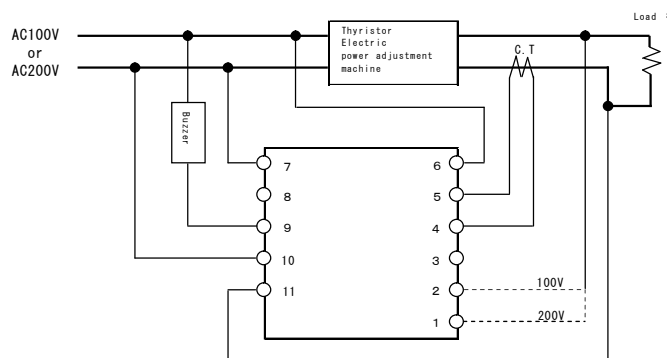 Load
AC100V
or
AC200V
Thyristor
Electric
power adjustment
machine
C.T
Buzzer
7
6
8
5
9
4
10
3
11
2
100V
1
200V